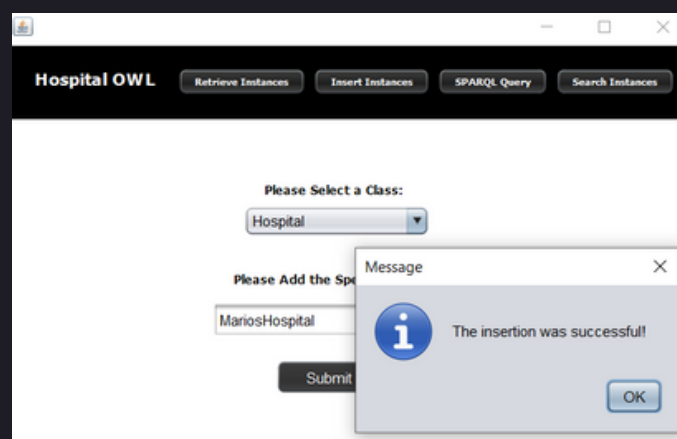 Hospital OWL Retrieve Instances Insert Instances SPARQL Query Search Instances
Please Select a Class:
Hospital
Please Add the
MariosHospital
Submit
Message
The insertion was successful!
OK